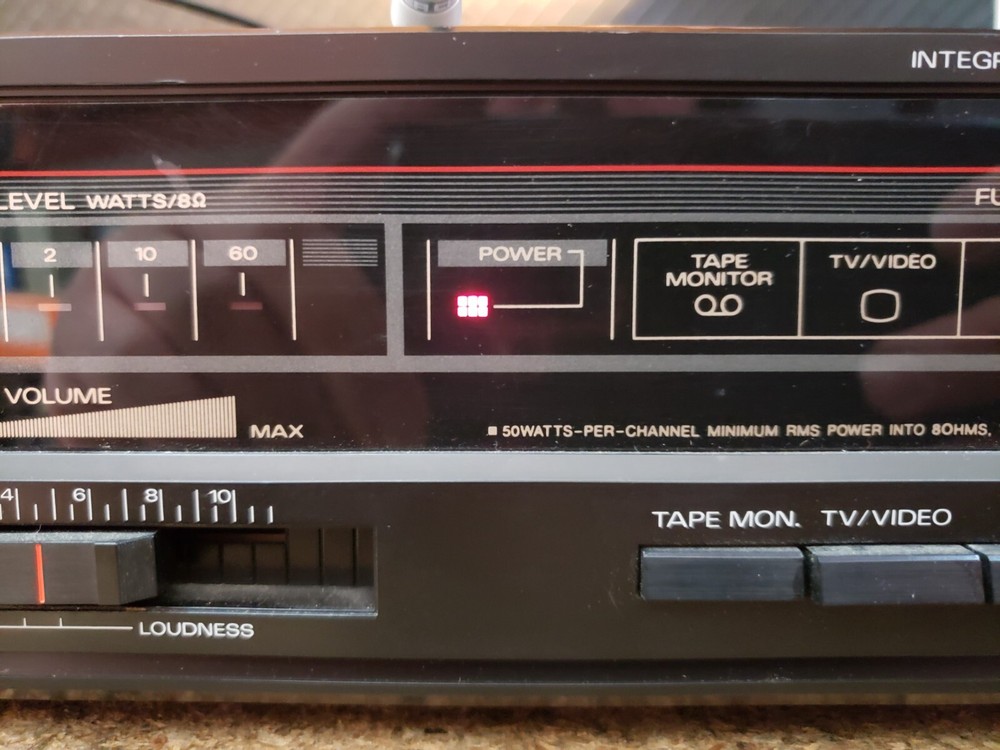 INTEGR
LEVEL WATTS/8Ω
FU
2 10 60
POWER
TAPE
MONITOR
TV/VIDEO
VOLUME
MAX
■ 50WATTS-PER-CHANNEL MINIMUM RMS POWER INTO 8OHMS,
4 6 8 10
TAPE MON. TV/VIDEO
LOUDNESS